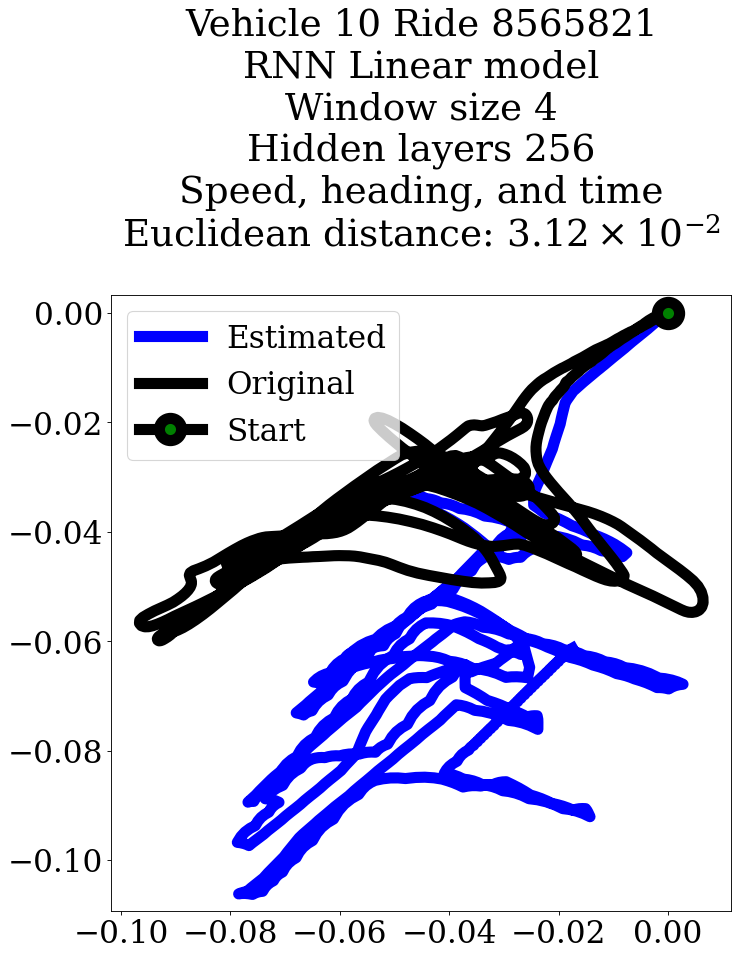 Vehicle 10 Ride 8565821
RNN Linear model
Window size 4
Hidden layers 256
Speed, heading, and time
Euclidean distance: 3.12 × 10⁻²
Estimated
Original
Start
0.00
−0.02
−0.04
−0.06
−0.08
−0.10
−0.10 −0.08 −0.06 −0.04 −0.02 0.00